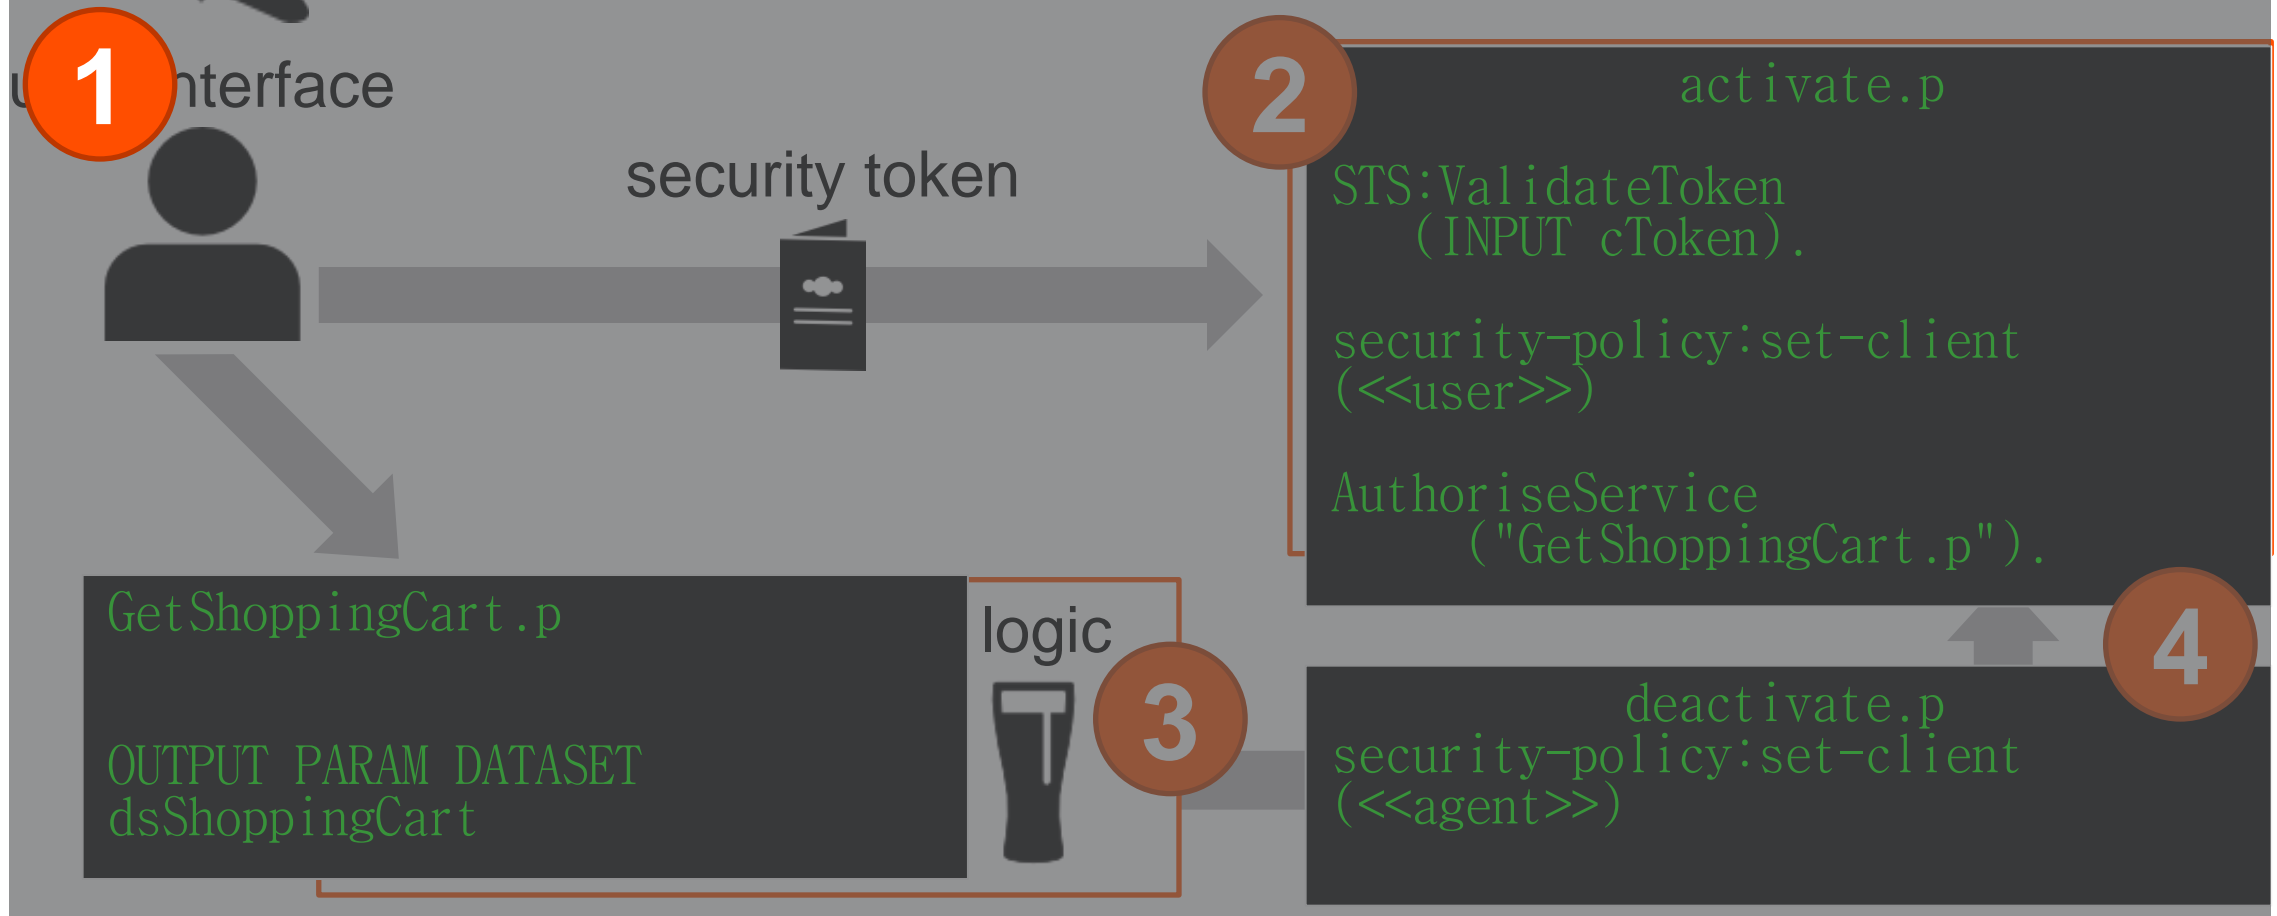 1
nterface
security token
2
activate.p
STS:ValidateToken
(INPUT cToken).
security-policy:set-client
(<<user>>)
AuthoriseService
("GetShoppingCart.p").
GetShoppingCart.p
OUTPUT PARAM DATASET
dsShoppingCart
logic
3
4
deactivate.p
security-policy:set-client
(<<agent>>)